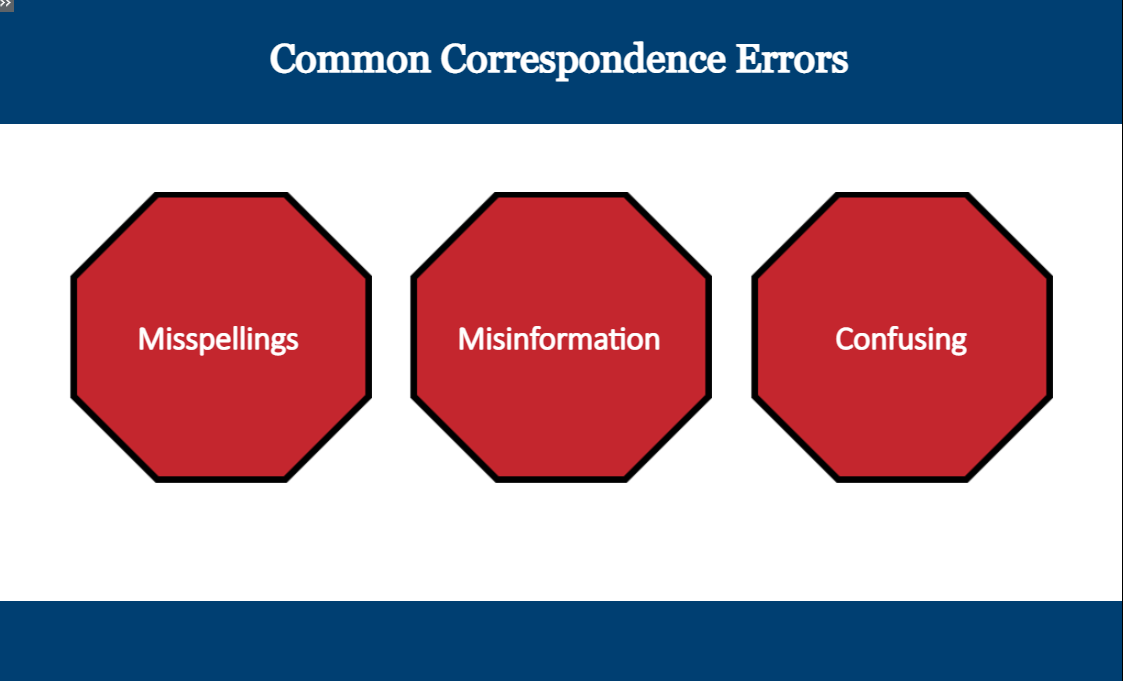 Common Correspondence Errors
Misspellings
Misinformation
Confusing